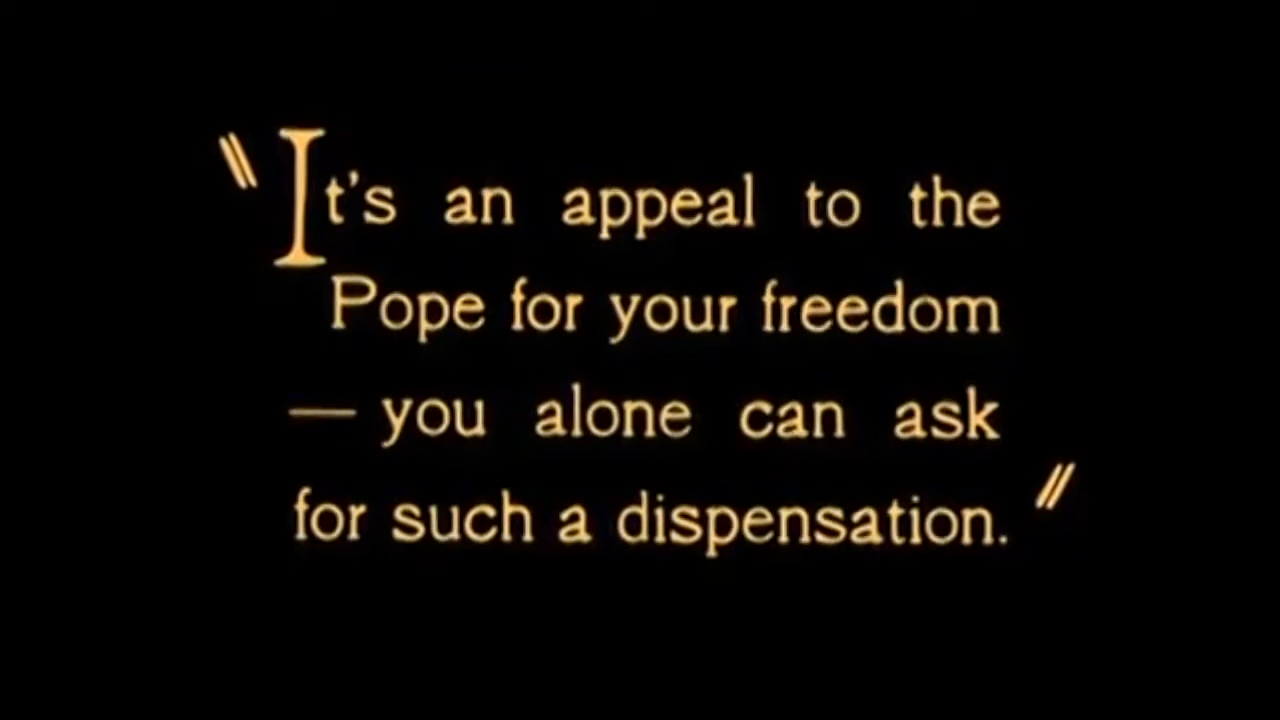 "It's an appeal to the
Pope for your freedom
— you alone can ask
for such a dispensation."